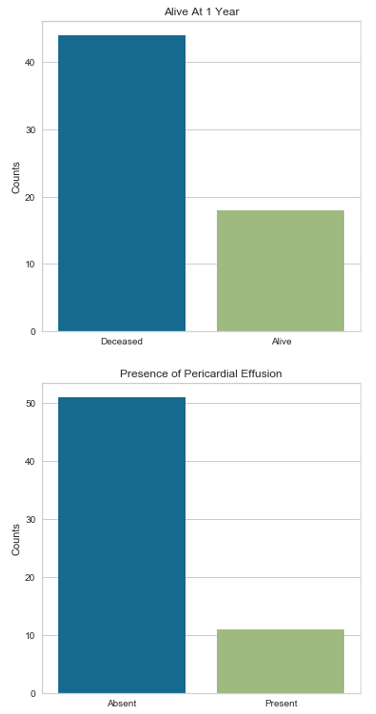 Alive At 1 Year
Counts
40
30
20
10
0
Deceased Alive
Presence of Pericardial Effusion
Counts
50
40
30
20
10
0
Absent Present